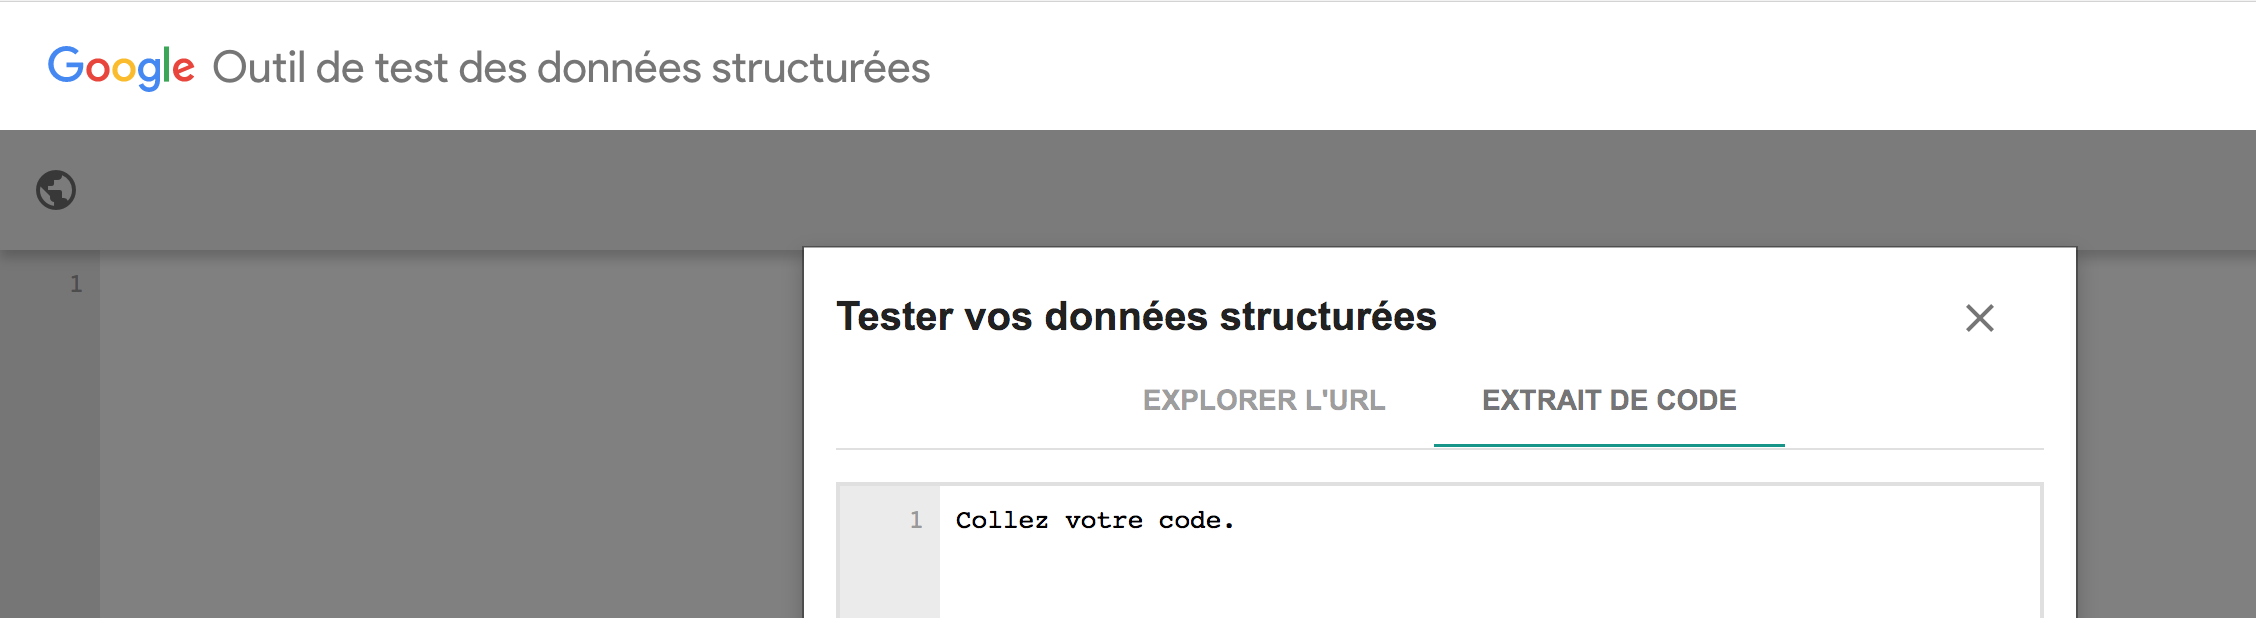 Google Outil de test des données structurées
1
Tester vos données structurées
EXPLORER L'URL EXTRAIT DE CODE
1 Collez votre code.